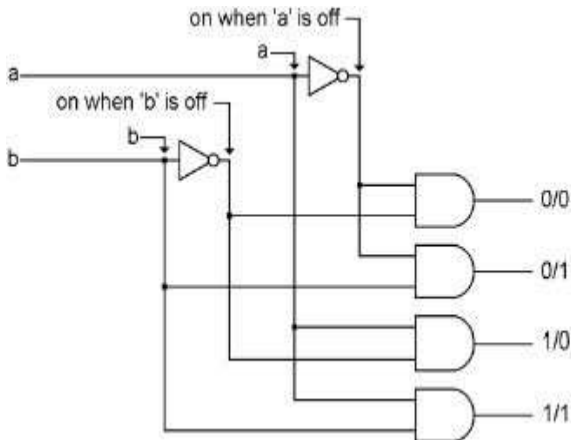 on when 'a' is off
a
a
on when 'b' is off
b
b
0/0
0/1
1/0
1/1